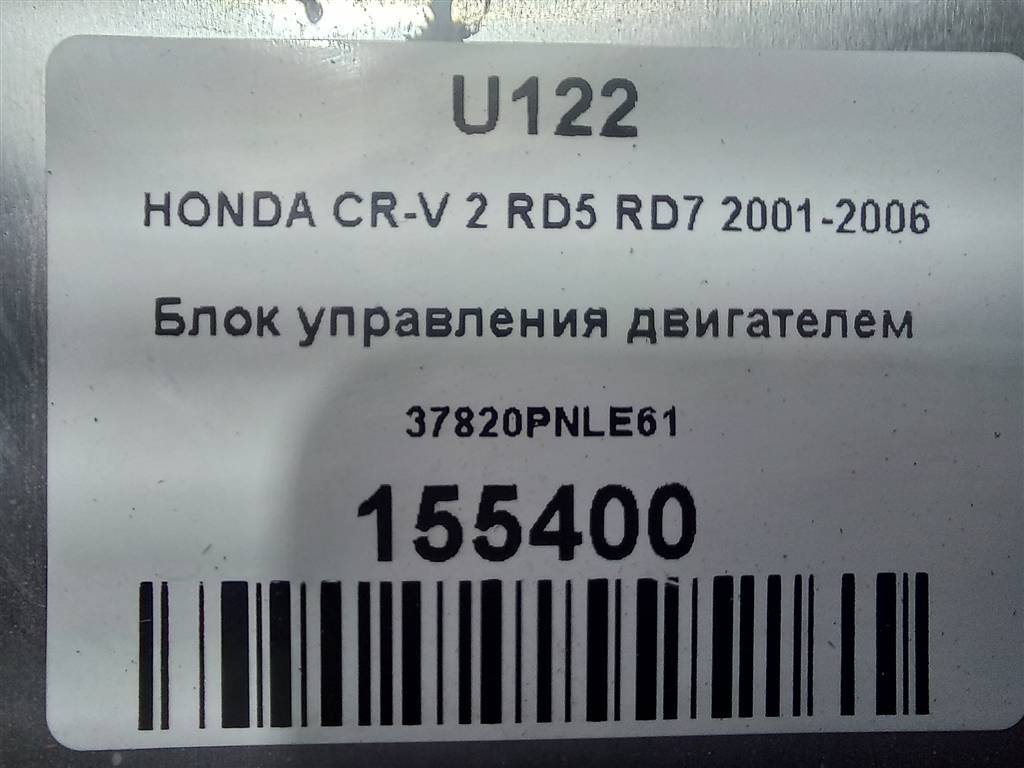 U122
HONDA CR-V 2 RD5 RD7 2001-2006
Блок управления двигателем
37820PNLE61
155400